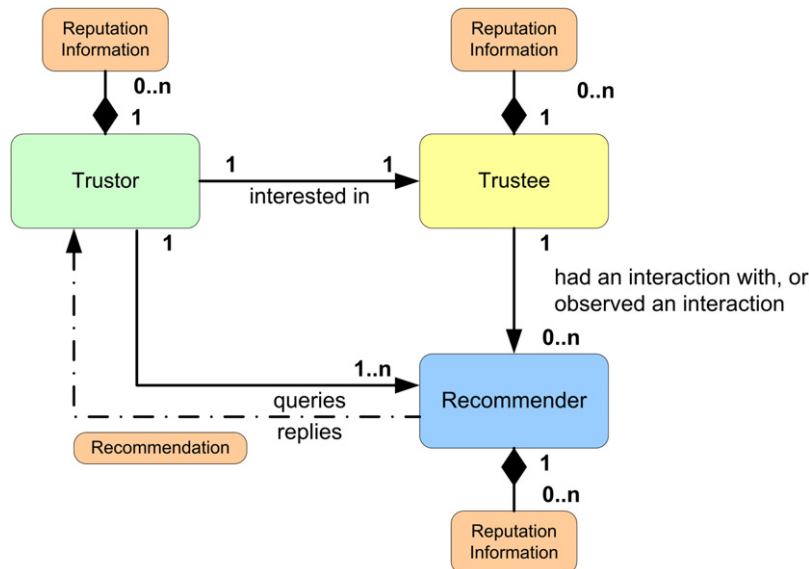 Reputation
Information
0..n
1
Reputation
Information
0..n
1
Trustor
1
1
interested in
Trustee
1
1
had an interaction with, or
observed an interaction
0..n
1..n
queries
Recommender
replies
Recommendation
1
0..n
Reputation
Information